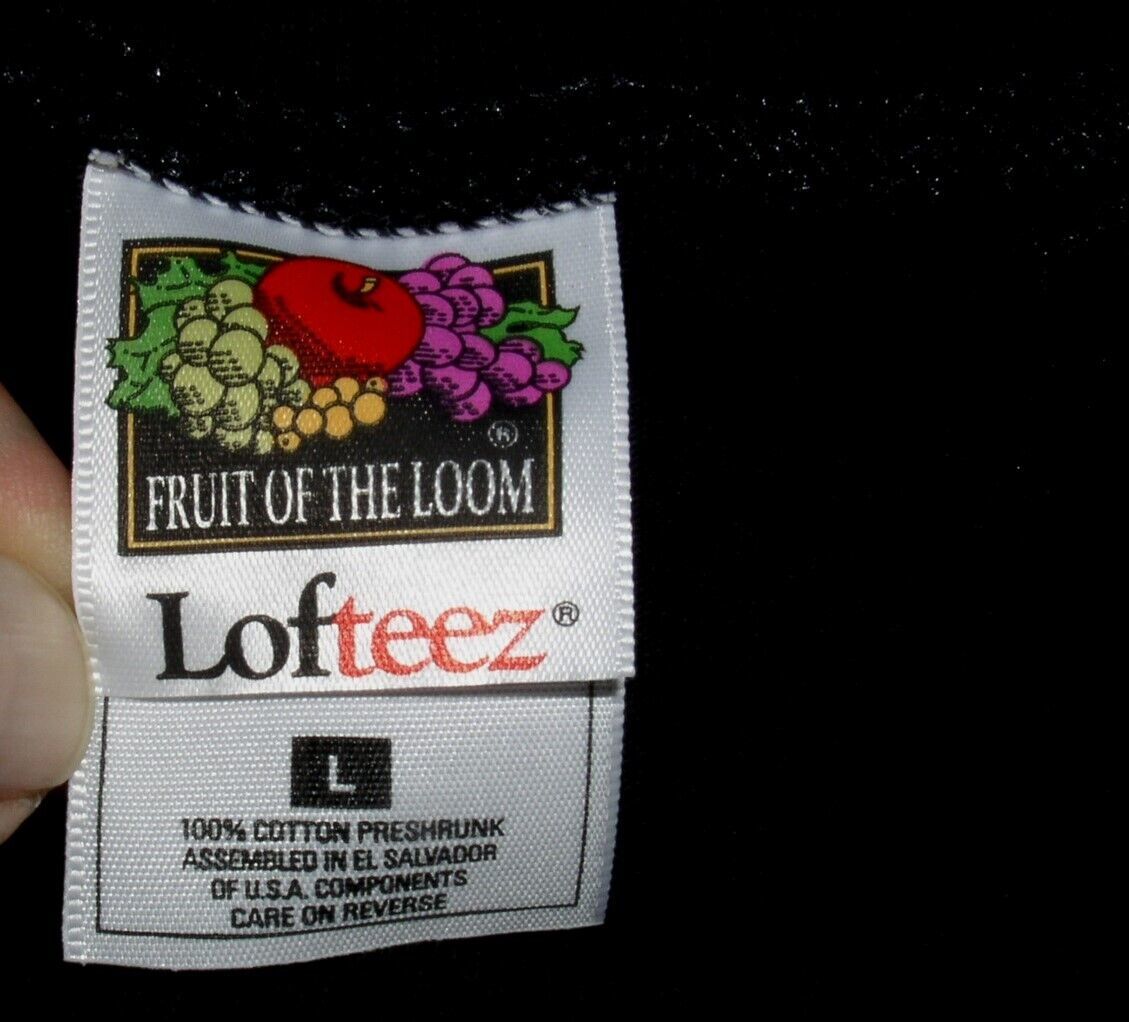 ®
FRUIT OF THE LOOM
Lofteez®
L
100% COTTON PRESHRUNK
ASSEMBLED IN EL SALVADOR
OF U.S.A. COMPONENTS
CARE ON REVERSE